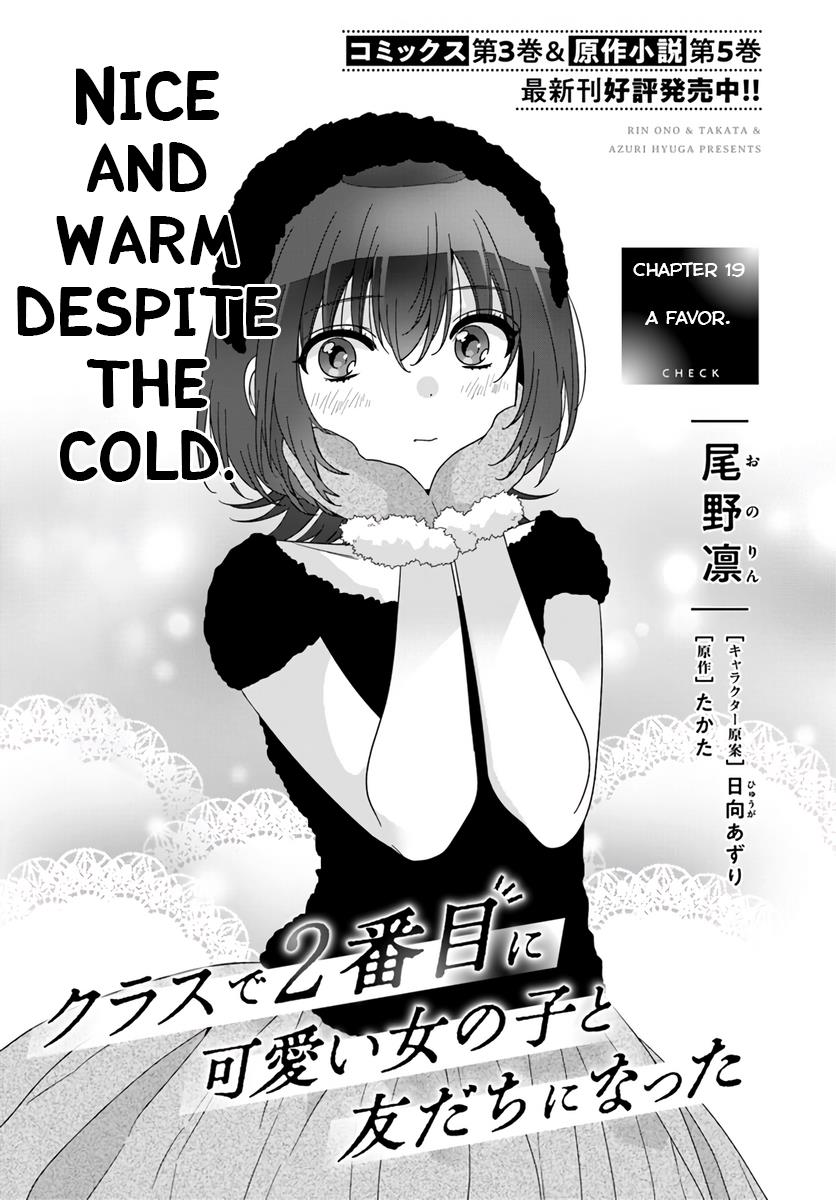 コミックス第3巻&原作小説第5巻
最新刊好評発売中!!
RIN ONO & TAKATA &
AZURI HYUGA PRESENTS
NICE
AND
WARM
DESPITE
THE
COLD.
CHAPTER 19
A FAVOR.
CHECK
尾野凛
おのりん
[キャラクター原案]日向あずり
ひゅうが
[原作]たかた
クラスで2番目に
可愛い女の子と
友だちになった